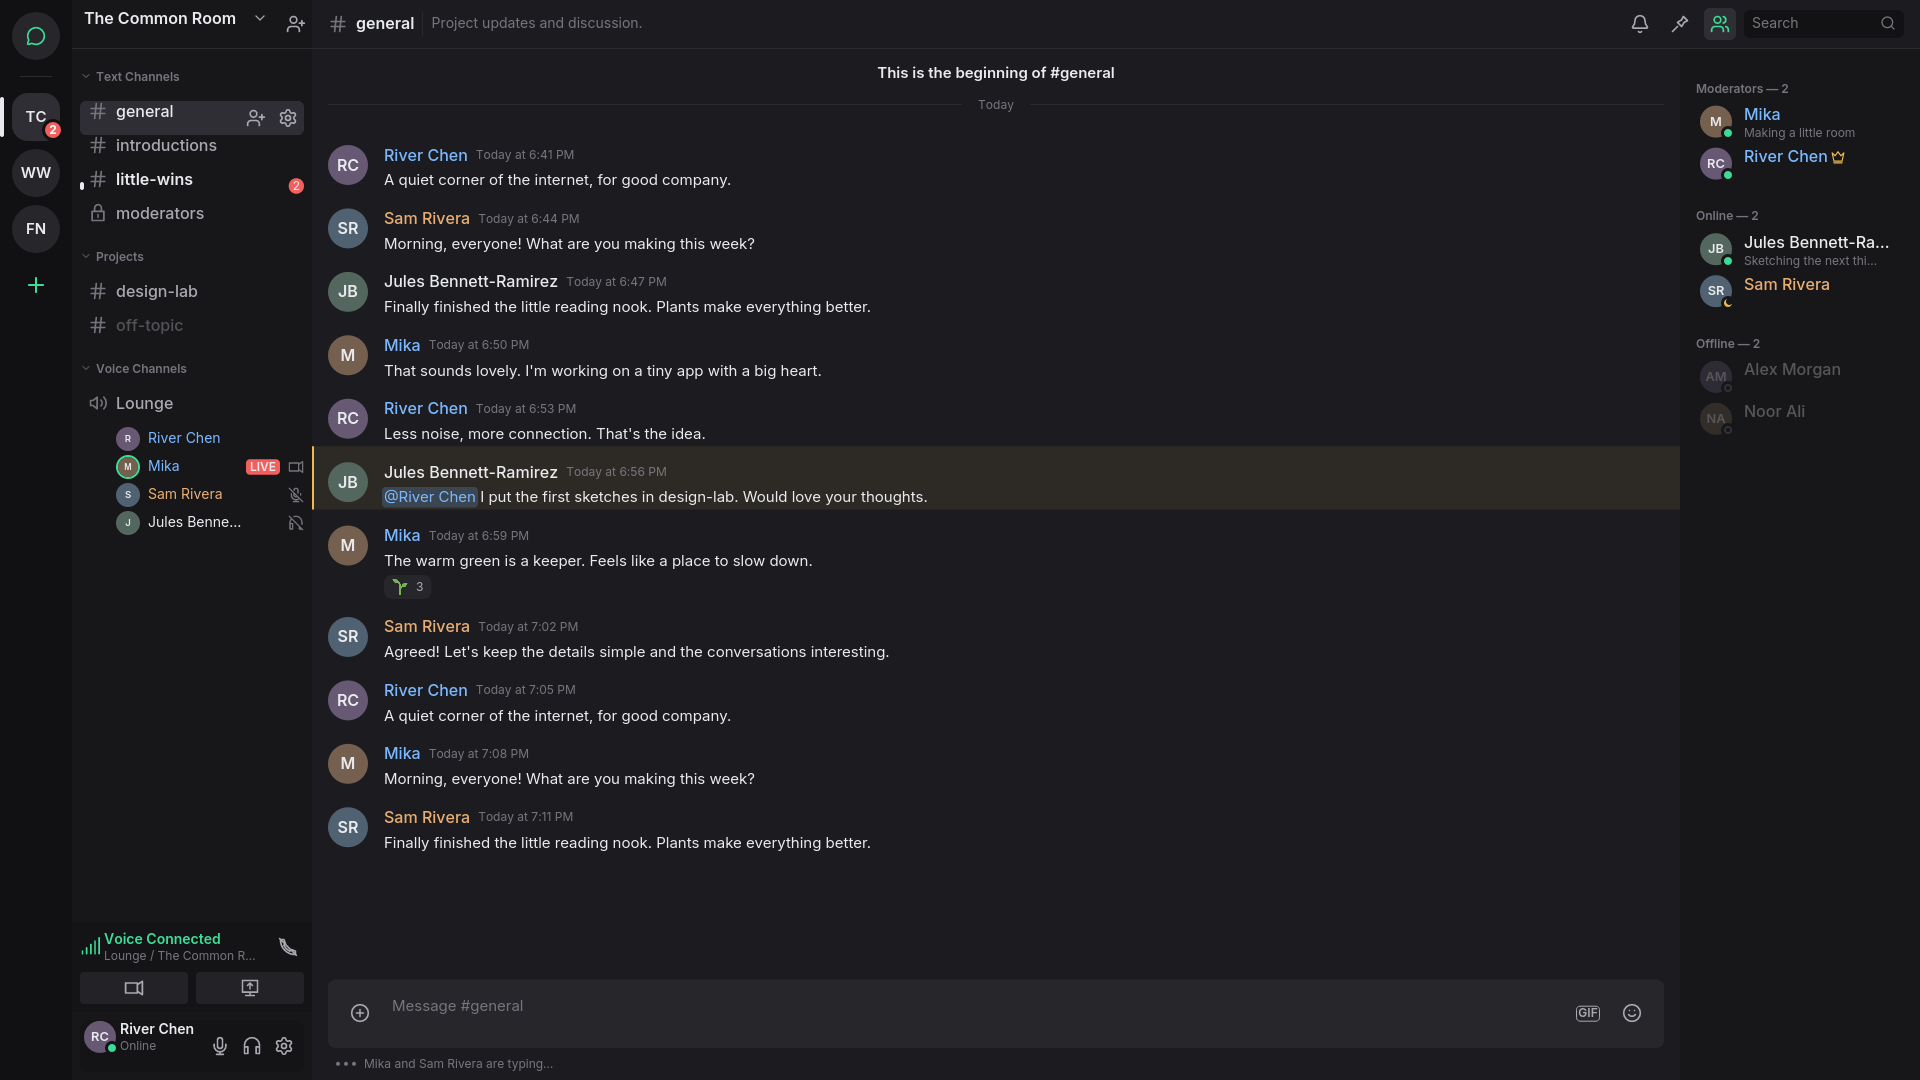 The Common Room
TC
2
WW
FN
Text Channels
general
introductions
little-wins
2
moderators
Projects
design-lab
off-topic
Voice Channels
Lounge
R
River Chen
M
Mika
LIVE
S
Sam Rivera
J
Jules Benne...
Voice Connected
Lounge / The Common R...
RC
River Chen
Online
general
Project updates and discussion.
Search
This is the beginning of #general
Today
RC
River Chen Today at 6:41 PM
A quiet corner of the internet, for good company.
SR
Sam Rivera Today at 6:44 PM
Morning, everyone! What are you making this week?
JB
Jules Bennett-Ramirez Today at 6:47 PM
Finally finished the little reading nook. Plants make everything better.
M
Mika Today at 6:50 PM
That sounds lovely. I'm working on a tiny app with a big heart.
RC
River Chen Today at 6:53 PM
Less noise, more connection. That's the idea.
JB
Jules Bennett-Ramirez Today at 6:56 PM
@River Chen I put the first sketches in design-lab. Would love your thoughts.
M
Mika Today at 6:59 PM
The warm green is a keeper. Feels like a place to slow down.
3
SR
Sam Rivera Today at 7:02 PM
Agreed! Let's keep the details simple and the conversations interesting.
RC
River Chen Today at 7:05 PM
A quiet corner of the internet, for good company.
M
Mika Today at 7:08 PM
Morning, everyone! What are you making this week?
SR
Sam Rivera Today at 7:11 PM
Finally finished the little reading nook. Plants make everything better.
Message #general
GIF
Mika and Sam Rivera are typing...
Moderators — 2
M
Mika
Making a little room
RC
River Chen
Online — 2
JB
Jules Bennett-Ra...
Sketching the next thi...
SR
Sam Rivera
Offline — 2
AM
Alex Morgan
NA
Noor Ali